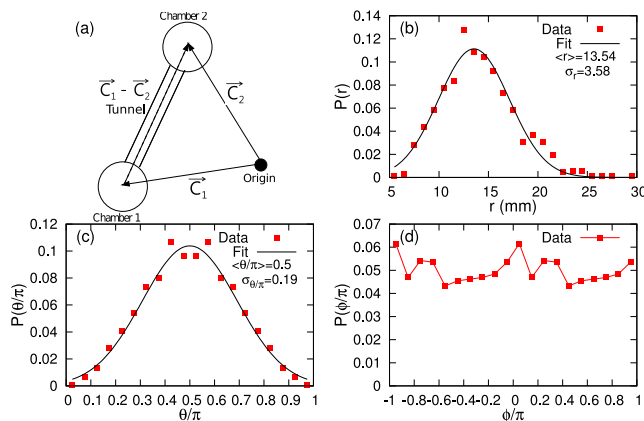 (a)
Chamber 2
C₁ - C₂
Tunnel
C₂
C₁
Origin
Chamber 1
(b)
Data
Fit
<r>=13.54
σr=3.58
P(r)
0.14
0.12
0.1
0.08
0.06
0.04
0.02
0
5 10 15 20 25 30
r (mm)
(c)
Data
Fit
<θ/π>=0.5
σθ/π=0.19
P(θ/π)
0.12
0.1
0.08
0.06
0.04
0.02
0
0 0.1 0.2 0.3 0.4 0.5 0.6 0.7 0.8 0.9 1
θ/π
(d)
Data
P(ϕ/π)
0.07
0.06
0.05
0.04
0.03
0.02
0.01
0
-1 -0.8 -0.6 -0.4 -0.2 0 0.2 0.4 0.6 0.8 1
ϕ/π